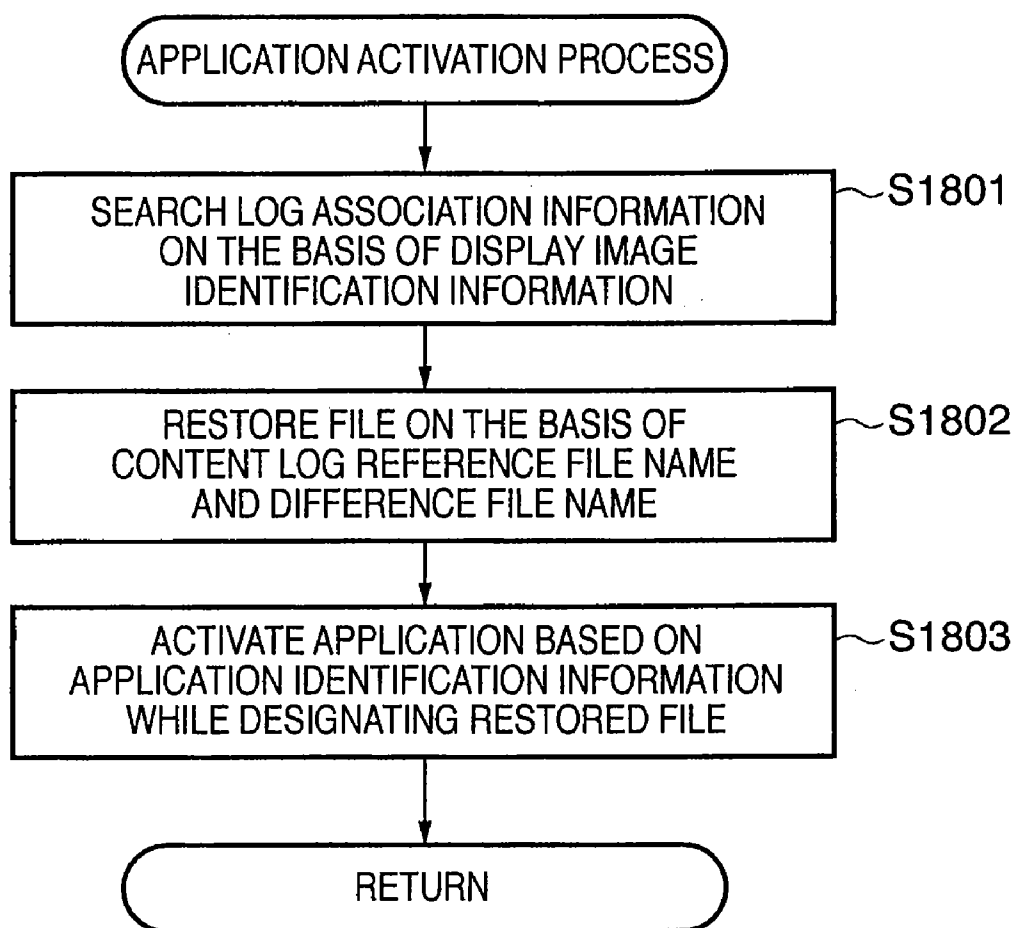 APPLICATION ACTIVATION PROCESS
SEARCH LOG ASSOCIATION INFORMATION
ON THE BASIS OF DISPLAY IMAGE
IDENTIFICATION INFORMATION
S1801
RESTORE FILE ON THE BASIS OF
CONTENT LOG REFERENCE FILE NAME
AND DIFFERENCE FILE NAME
S1802
ACTIVATE APPLICATION BASED ON
APPLICATION IDENTIFICATION INFORMATION
WHILE DESIGNATING RESTORED FILE
S1803
RETURN